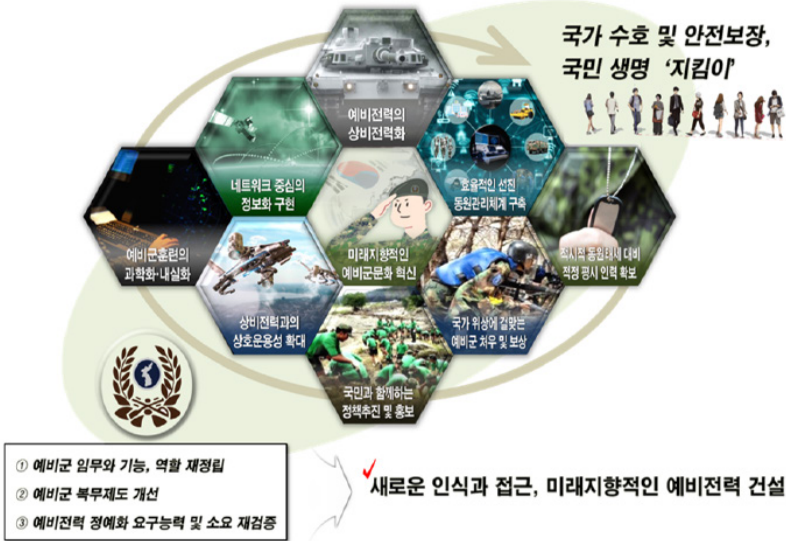 국가 수호 및 안전보장,
국민 생명 ‘지킴이’
예비전력의
상비전력화
네트워크 중심의
정보화 구현
효율적인 선진
동원관리체계 구축
예비군훈련의
과학화·내실화
미래지향적인
예비군문화 혁신
적시적 동원태세 대비
적정 공시 인력 확보
상비전력과의
상호운용성 확대
국가 위상에 걸맞는
예비군 처우 및 보상
국민과 함께하는
정책추진 및 홍보
① 예비군 임무와 기능, 역할 재정립
② 예비군 복무제도 개선
③ 예비전력 정예화 요구능력 및 소요 재검증
새로운 인식과 접근, 미래지향적인 예비전력 건설